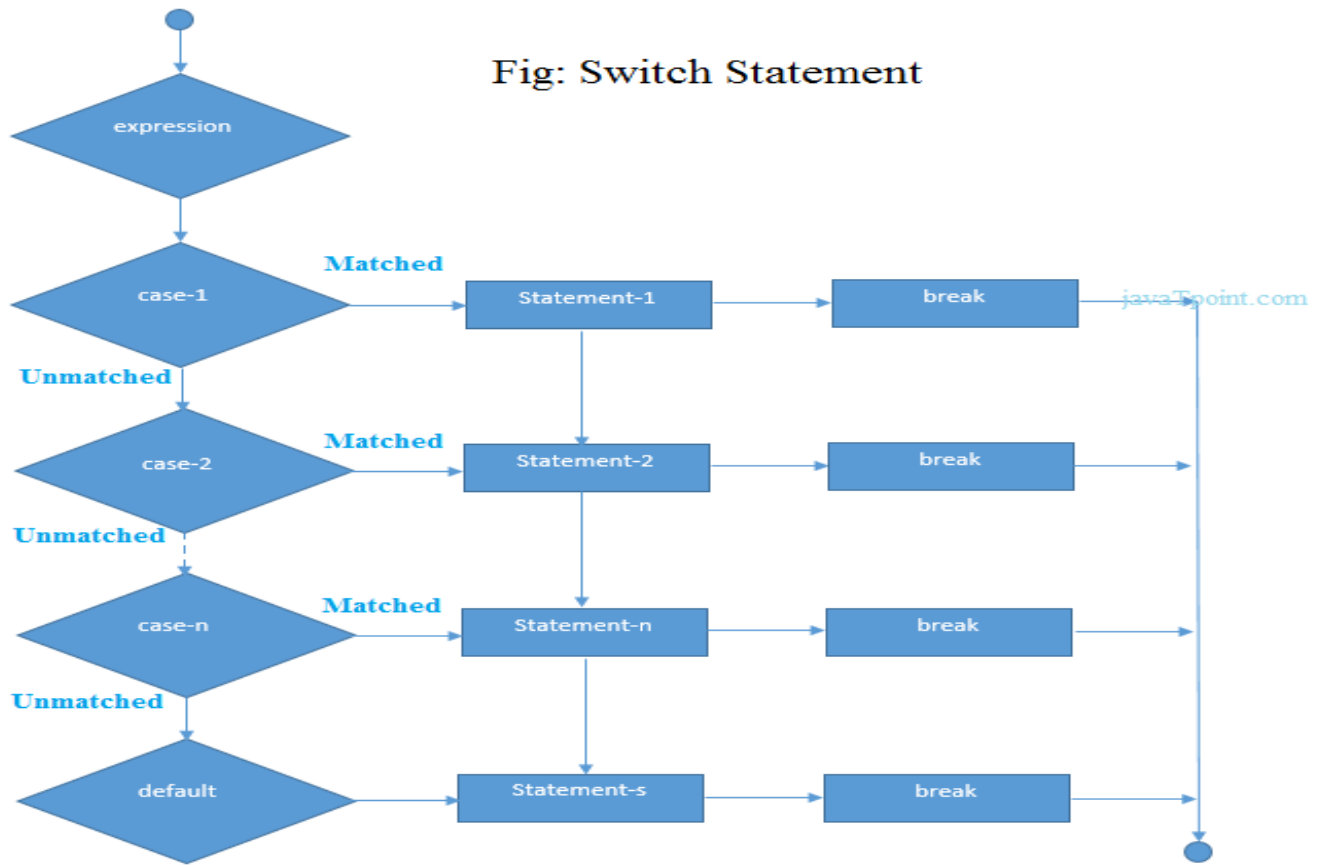 Fig: Switch Statement
expression
case-1
Matched
Statement-1
break
javaTpoint.com
Unmatched
case-2
Matched
Statement-2
break
Unmatched
case-n
Matched
Statement-n
break
Unmatched
default
Statement-s
break